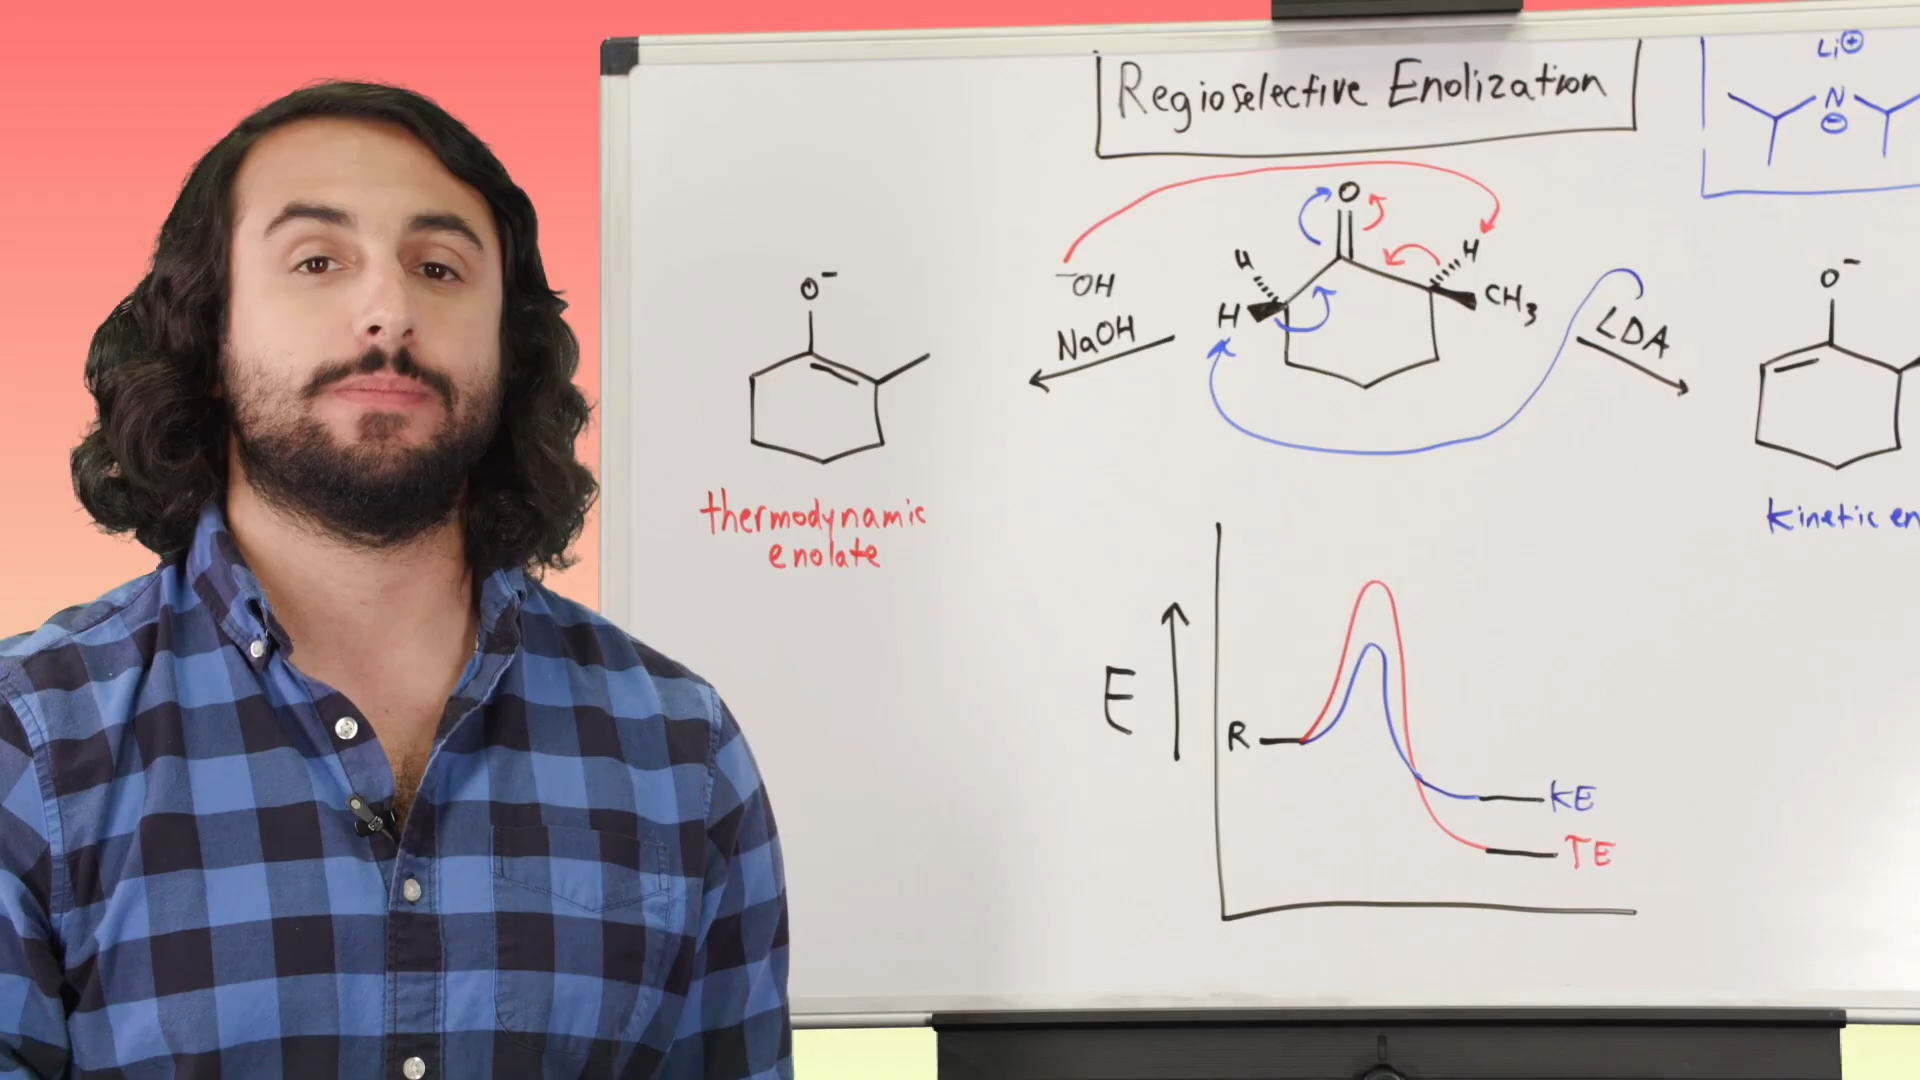 Regioselective Enolization
Li⊕
N
⊖
O
H
H
H
CH3
⁻OH
NaOH
LDA
O⁻
thermodynamic
enolate
O⁻
kinetic en
E
R
KE
TE